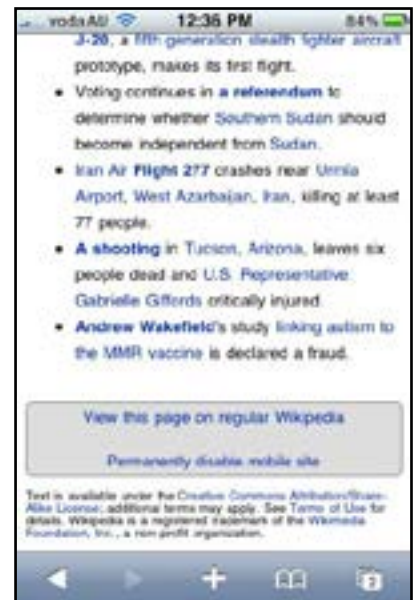 voda AU 12:36 PM 84%
J-20, a fifth generation stealth fighter aircraft
prototype, makes its first flight.
• Voting continues in a referendum to
determine whether Southern Sudan should
become independent from Sudan.
• Iran Air Flight 277 crashes near Urmia
Airport, West Azarbaijan, Iran, killing at least
77 people.
• A shooting in Tucson, Arizona, leaves six
people dead and U.S. Representative
Gabrielle Giffords critically injured.
• Andrew Wakefield's study linking autism to
the MMR vaccine is declared a fraud.
View this page on regular Wikipedia
Permanently disable mobile site
Text is available under the Creative Commons Attribution/Share-
Alike License; additional terms may apply. See Terms of Use for
details. Wikipedia is a registered trademark of the Wikimedia
Foundation, Inc., a non-profit organization.
2